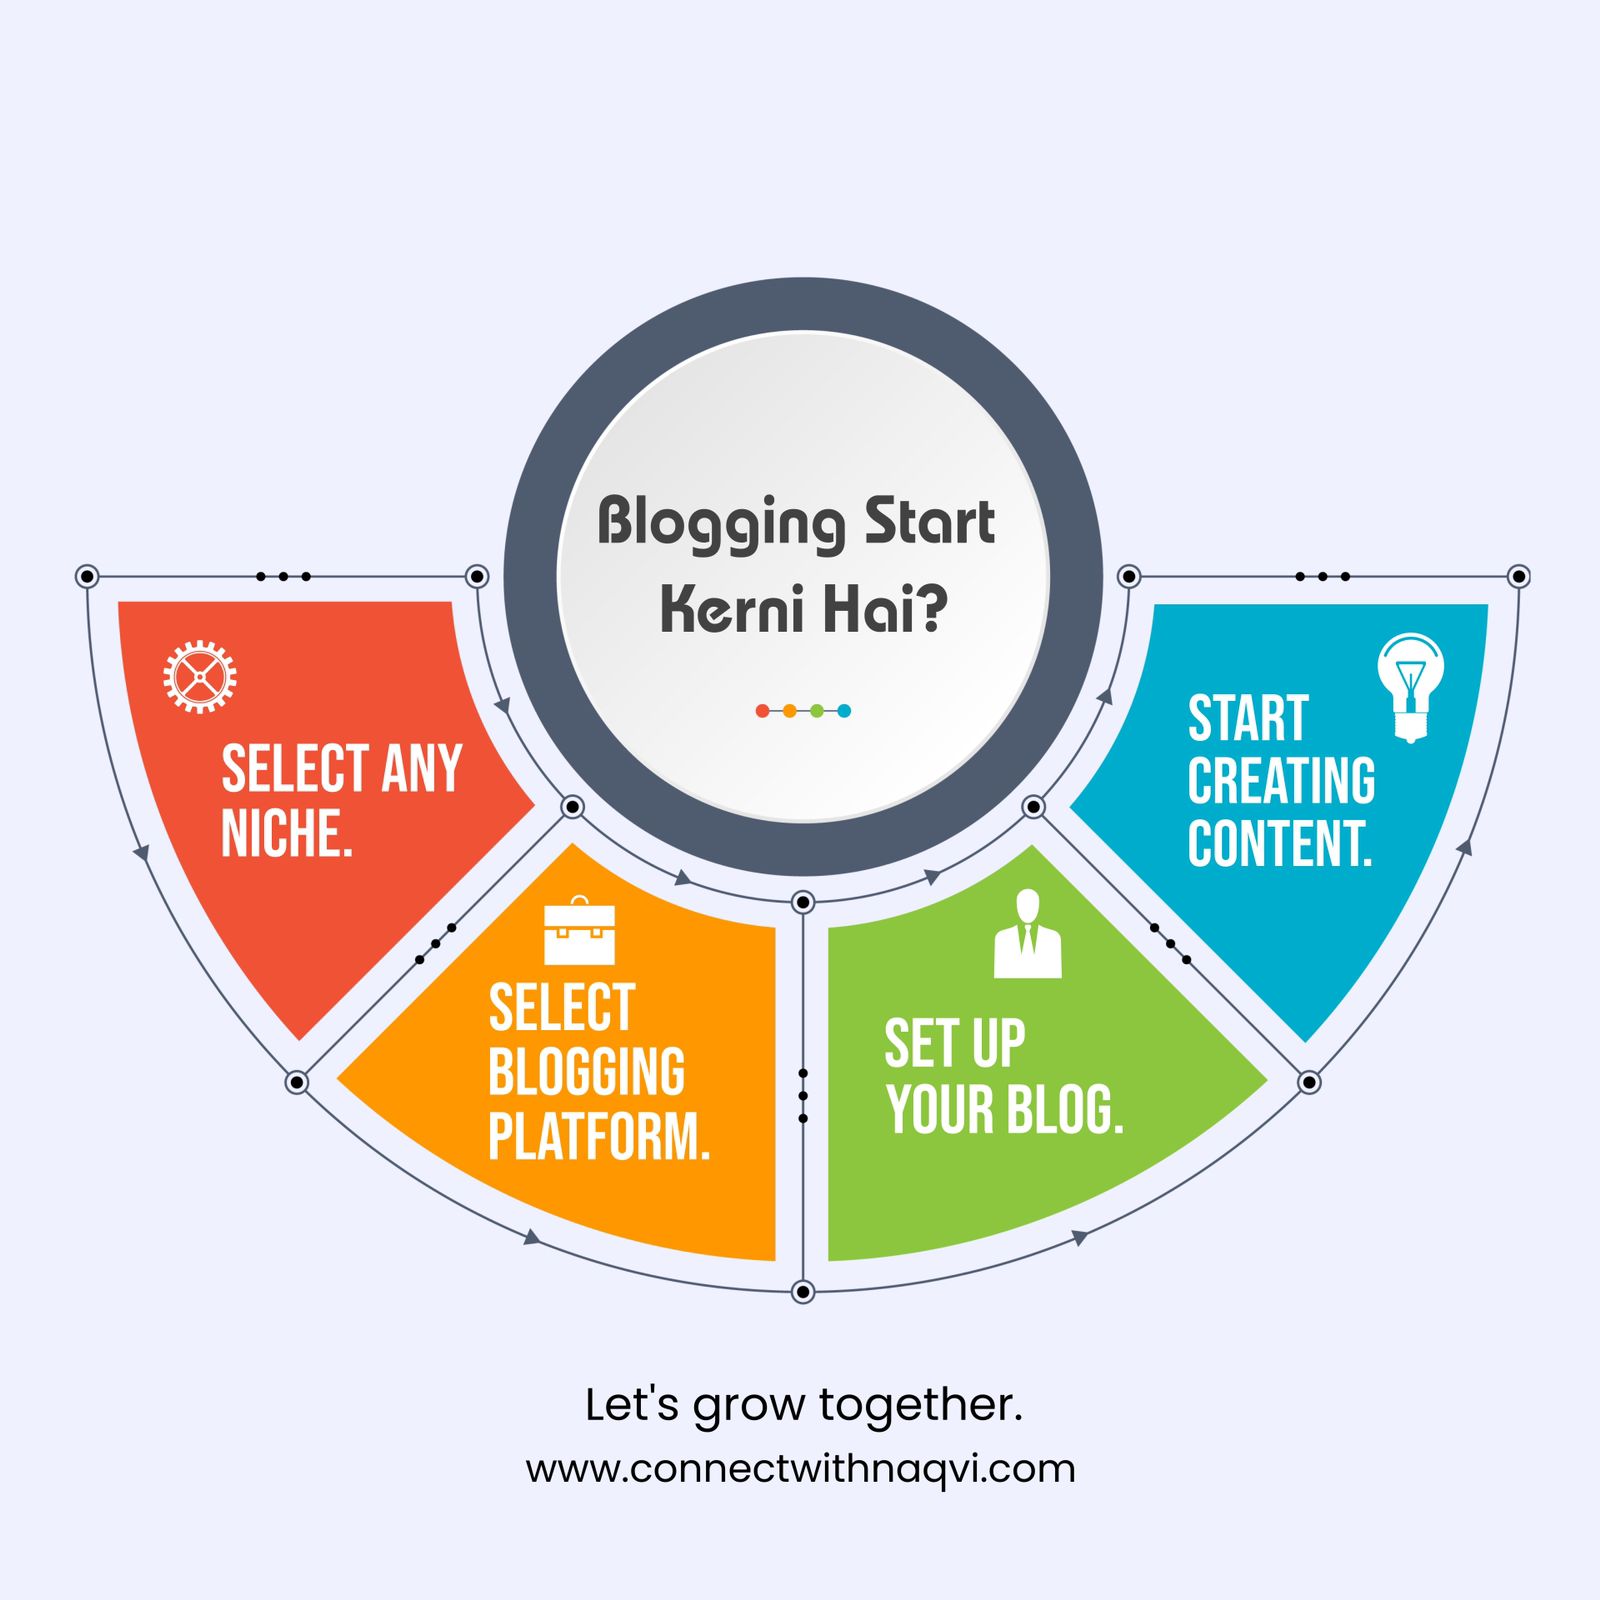 Blogging Start
Kerni Hai?
SELECT ANY
NICHE.
SELECT
BLOGGING
PLATFORM.
SET UP
YOUR BLOG.
START
CREATING
CONTENT.
Let's grow together.
www.connectwithnaqvi.com